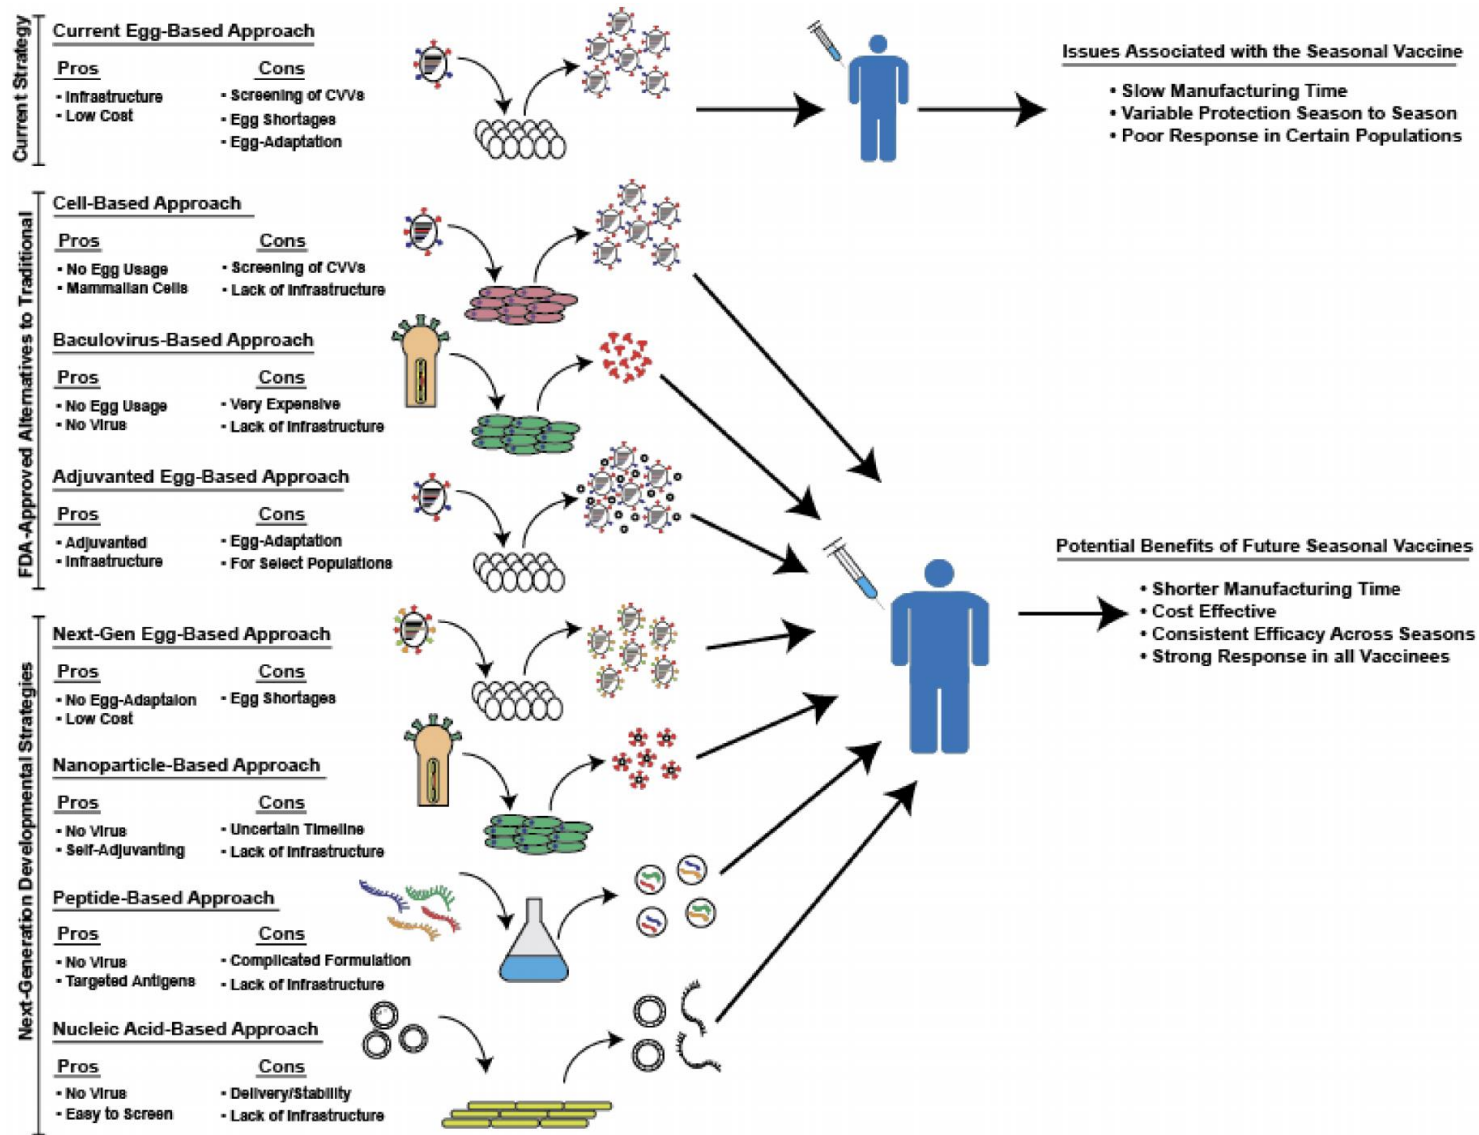 Current Strategy
Current Egg-Based Approach
Pros
- Infrastructure
- Low Cost
Cons
- Screening of CVVs
- Egg Shortages
- Egg-Adaptation
Issues Associated with the Seasonal Vaccine
• Slow Manufacturing Time
• Variable Protection Season to Season
• Poor Response in Certain Populations
FDA-Approved Alternatives to Traditional
Cell-Based Approach
Pros
- No Egg Usage
- Mammalian Cells
Cons
- Screening of CVVs
- Lack of Infrastructure
Baculovirus-Based Approach
Pros
- No Egg Usage
- No Virus
Cons
- Very Expensive
- Lack of Infrastructure
Adjuvanted Egg-Based Approach
Pros
- Adjuvanted
- Infrastructure
Cons
- Egg-Adaptation
- For Select Populations
Next-Generation Developmental Strategies
Next-Gen Egg-Based Approach
Pros
- No Egg-Adaptaion
- Low Cost
Cons
- Egg Shortages
Nanoparticle-Based Approach
Pros
- No Virus
- Self-Adjuvanting
Cons
- Uncertain Timeline
- Lack of Infrastructure
Peptide-Based Approach
Pros
- No Virus
- Targeted Antigens
Cons
- Complicated Formulation
- Lack of Infrastructure
Nucleic Acid-Based Approach
Pros
- No Virus
- Easy to Screen
Cons
- Delivery/Stability
- Lack of Infrastructure
Potential Benefits of Future Seasonal Vaccines
• Shorter Manufacturing Time
• Cost Effective
• Consistent Efficacy Across Seasons
• Strong Response in all Vaccinees